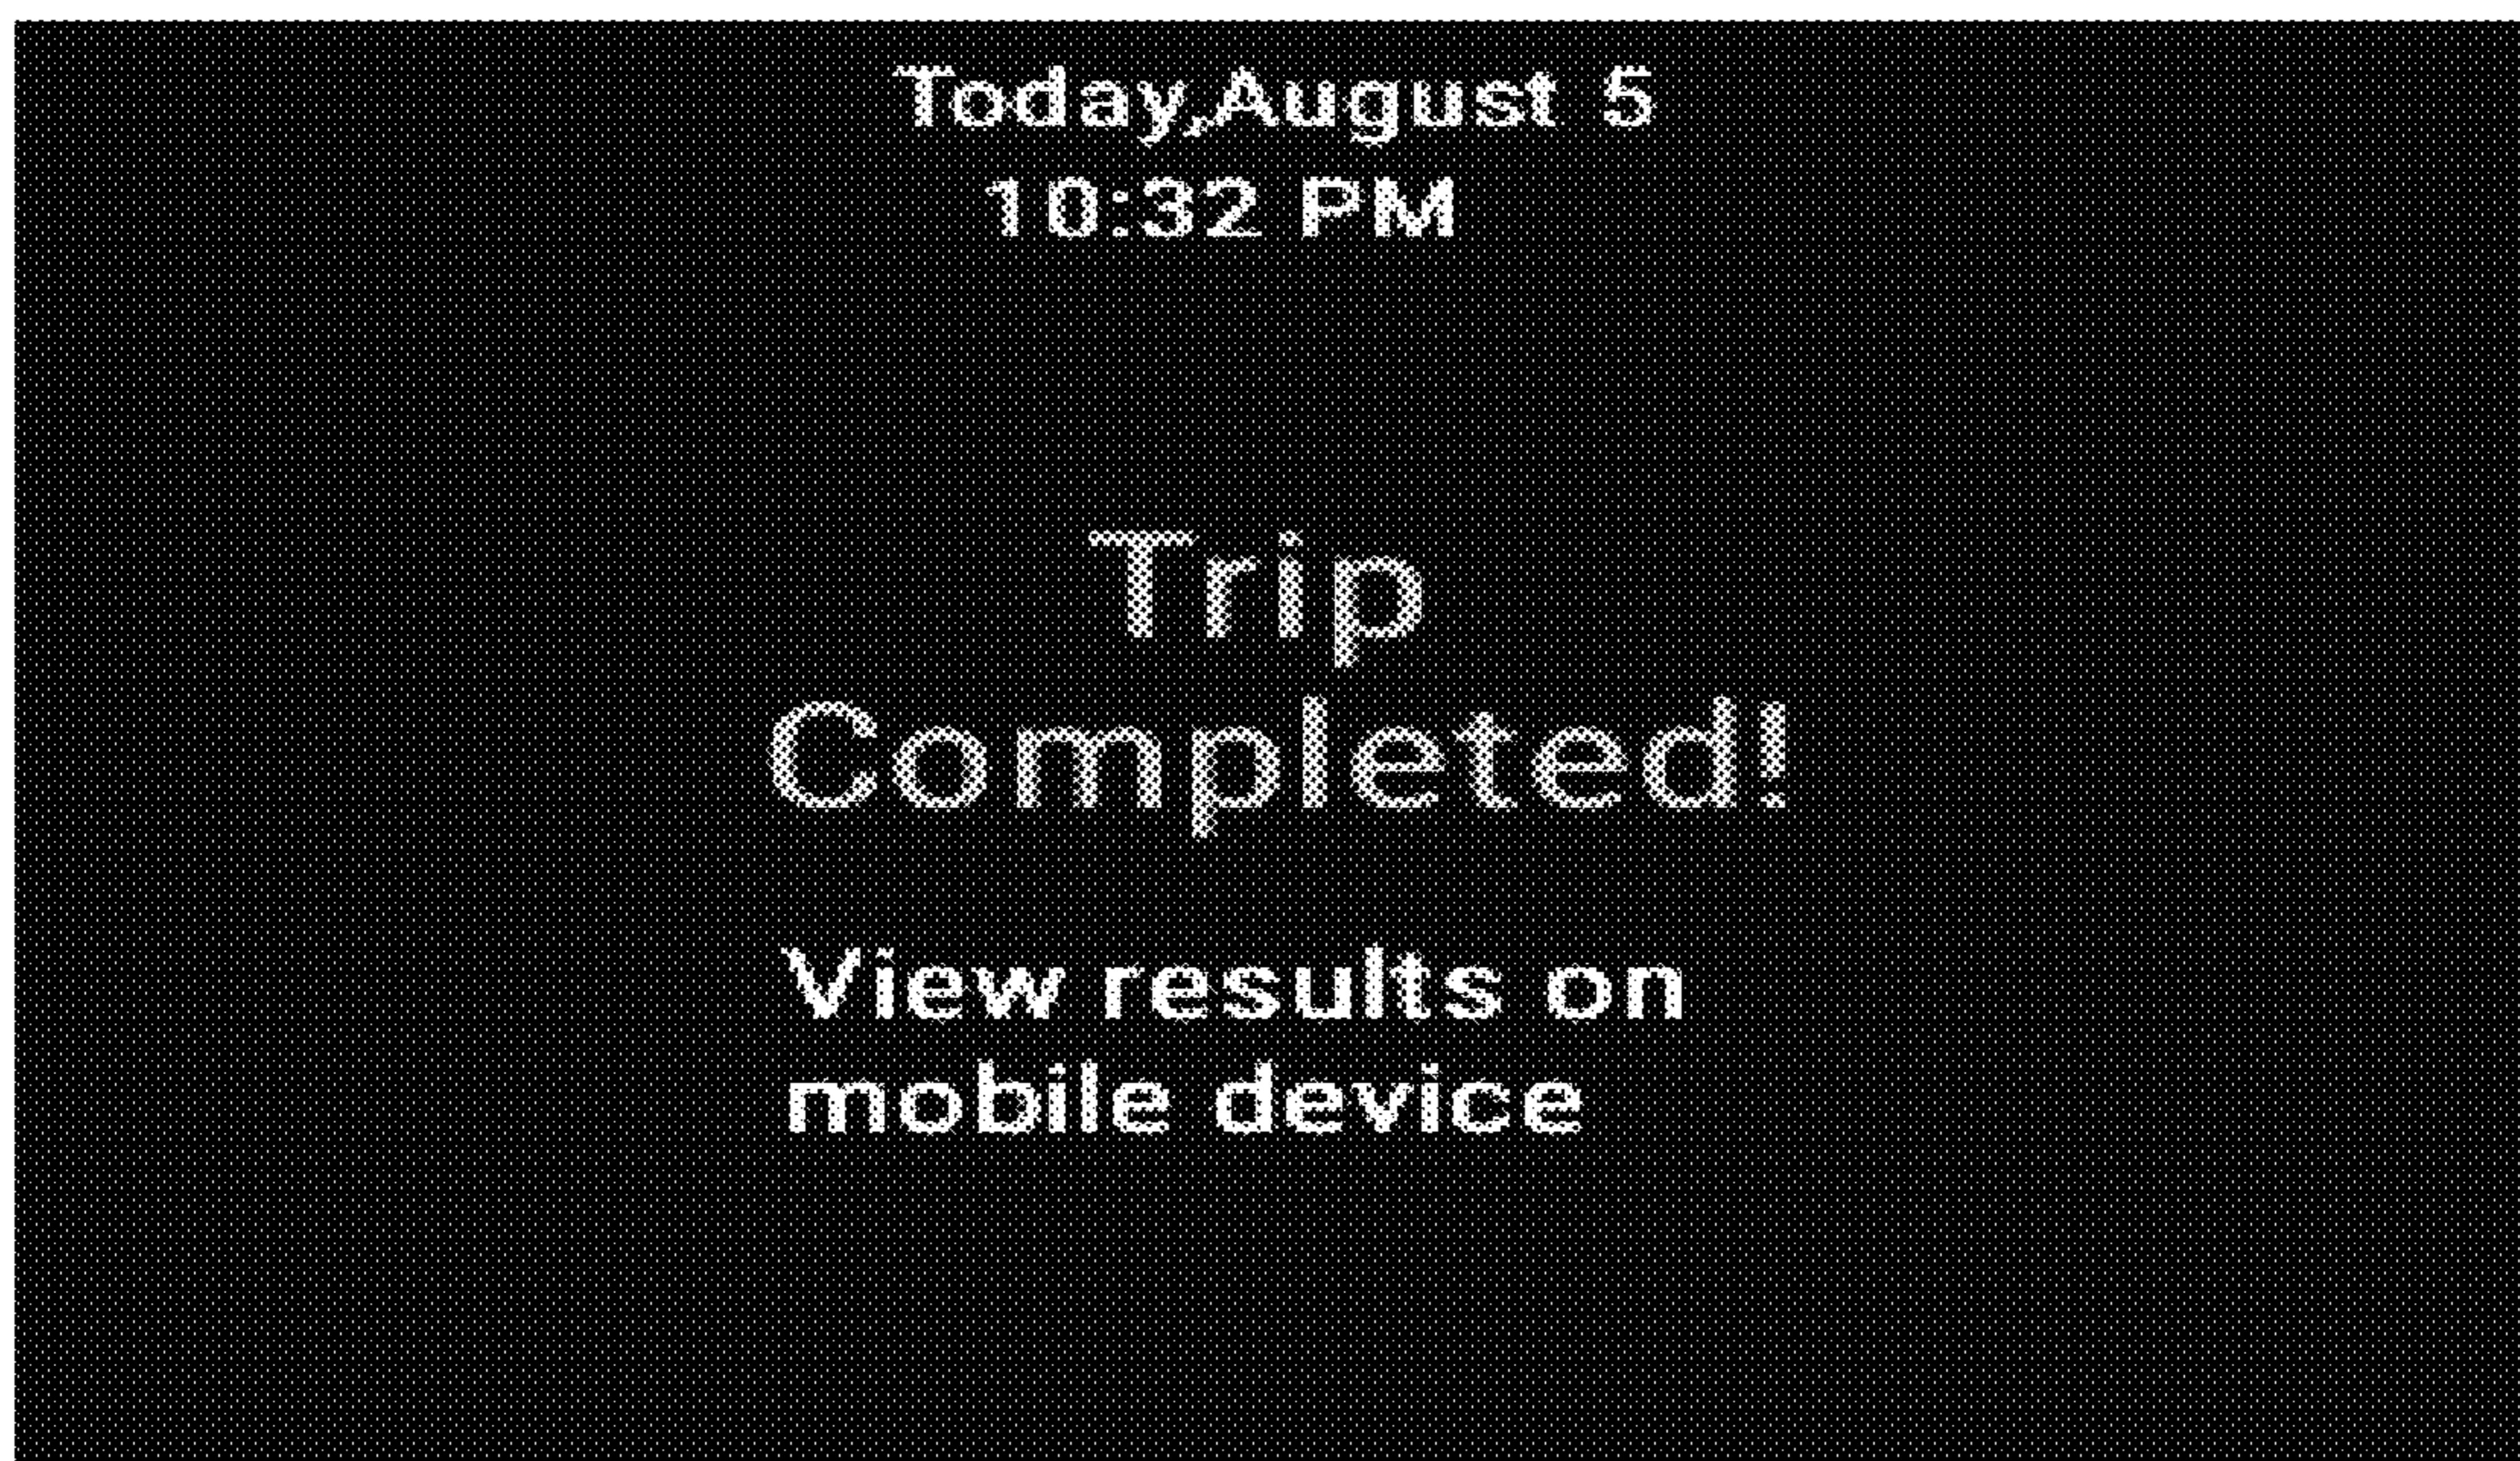 Today,August 5
10:32 PM
Trip
Completed!
View results on
mobile device